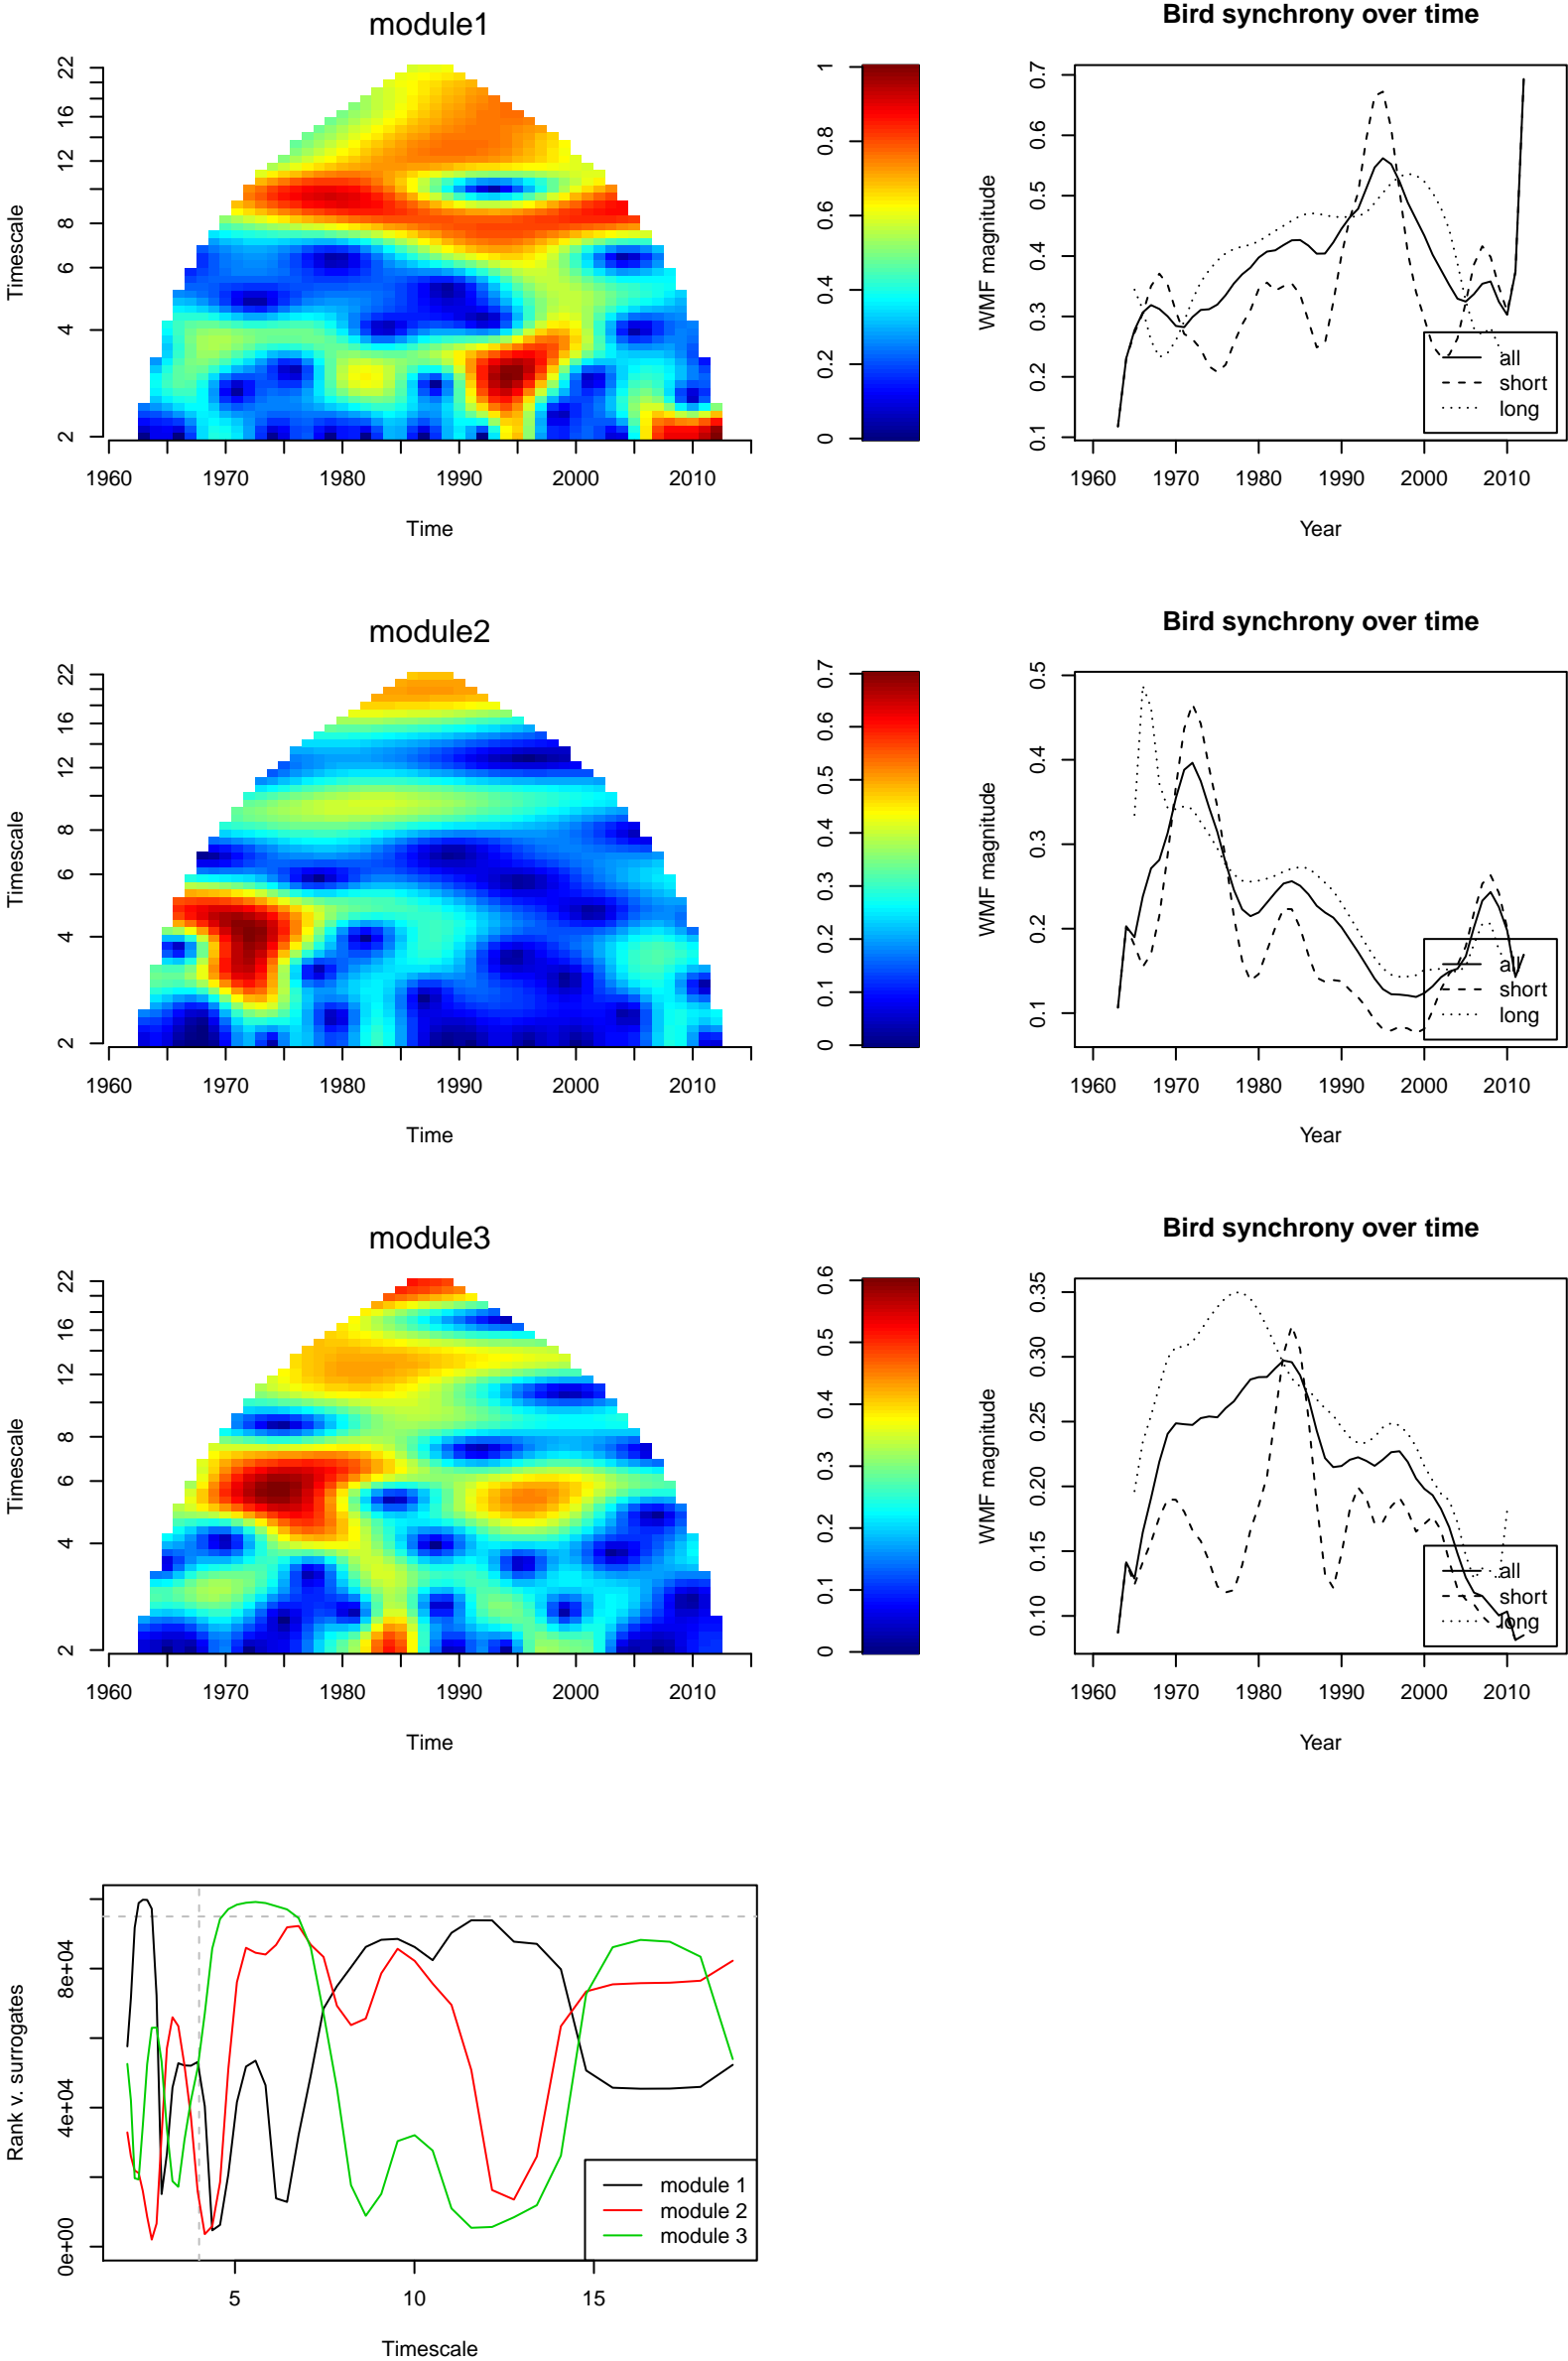 module1
22
16
12
8
6
4
2
Timescale
1960 1970 1980 1990 2000 2010
Time
1
0.8
0.6
0.4
0.2
0
Bird synchrony over time
0.7
0.6
0.5
0.4
0.3
0.2
0.1
WMF magnitude
all
short
long
1960 1970 1980 1990 2000 2010
Year
module2
22
16
12
8
6
4
2
Timescale
1960 1970 1980 1990 2000 2010
Time
0.7
0.6
0.5
0.4
0.3
0.2
0.1
0
Bird synchrony over time
0.5
0.4
0.3
0.2
0.1
WMF magnitude
all
short
long
1960 1970 1980 1990 2000 2010
Year
module3
22
16
12
8
6
4
2
Timescale
1960 1970 1980 1990 2000 2010
Time
0.6
0.5
0.4
0.3
0.2
0.1
0
Bird synchrony over time
0.35
0.30
0.25
0.20
0.15
0.10
WMF magnitude
all
short
long
1960 1970 1980 1990 2000 2010
Year
8e+04
4e+04
0e+00
Rank v. surrogates
module 1
module 2
module 3
5 10 15
Timescale